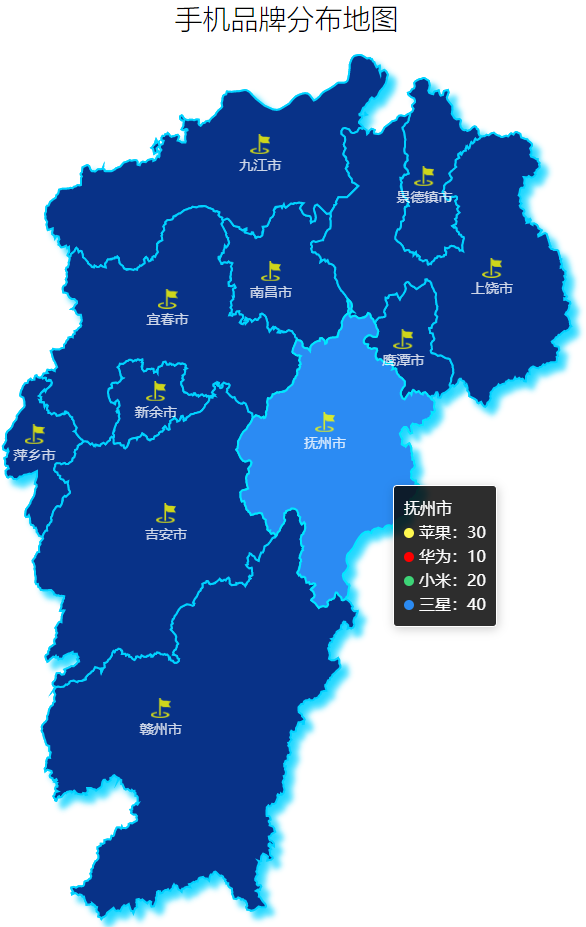 手机品牌分布地图
九江市
景德镇市
上饶市
南昌市
宜春市
鹰潭市
新余市
抚州市
萍乡市
吉安市
抚州市
苹果：30
华为：10
小米：20
三星：40
赣州市